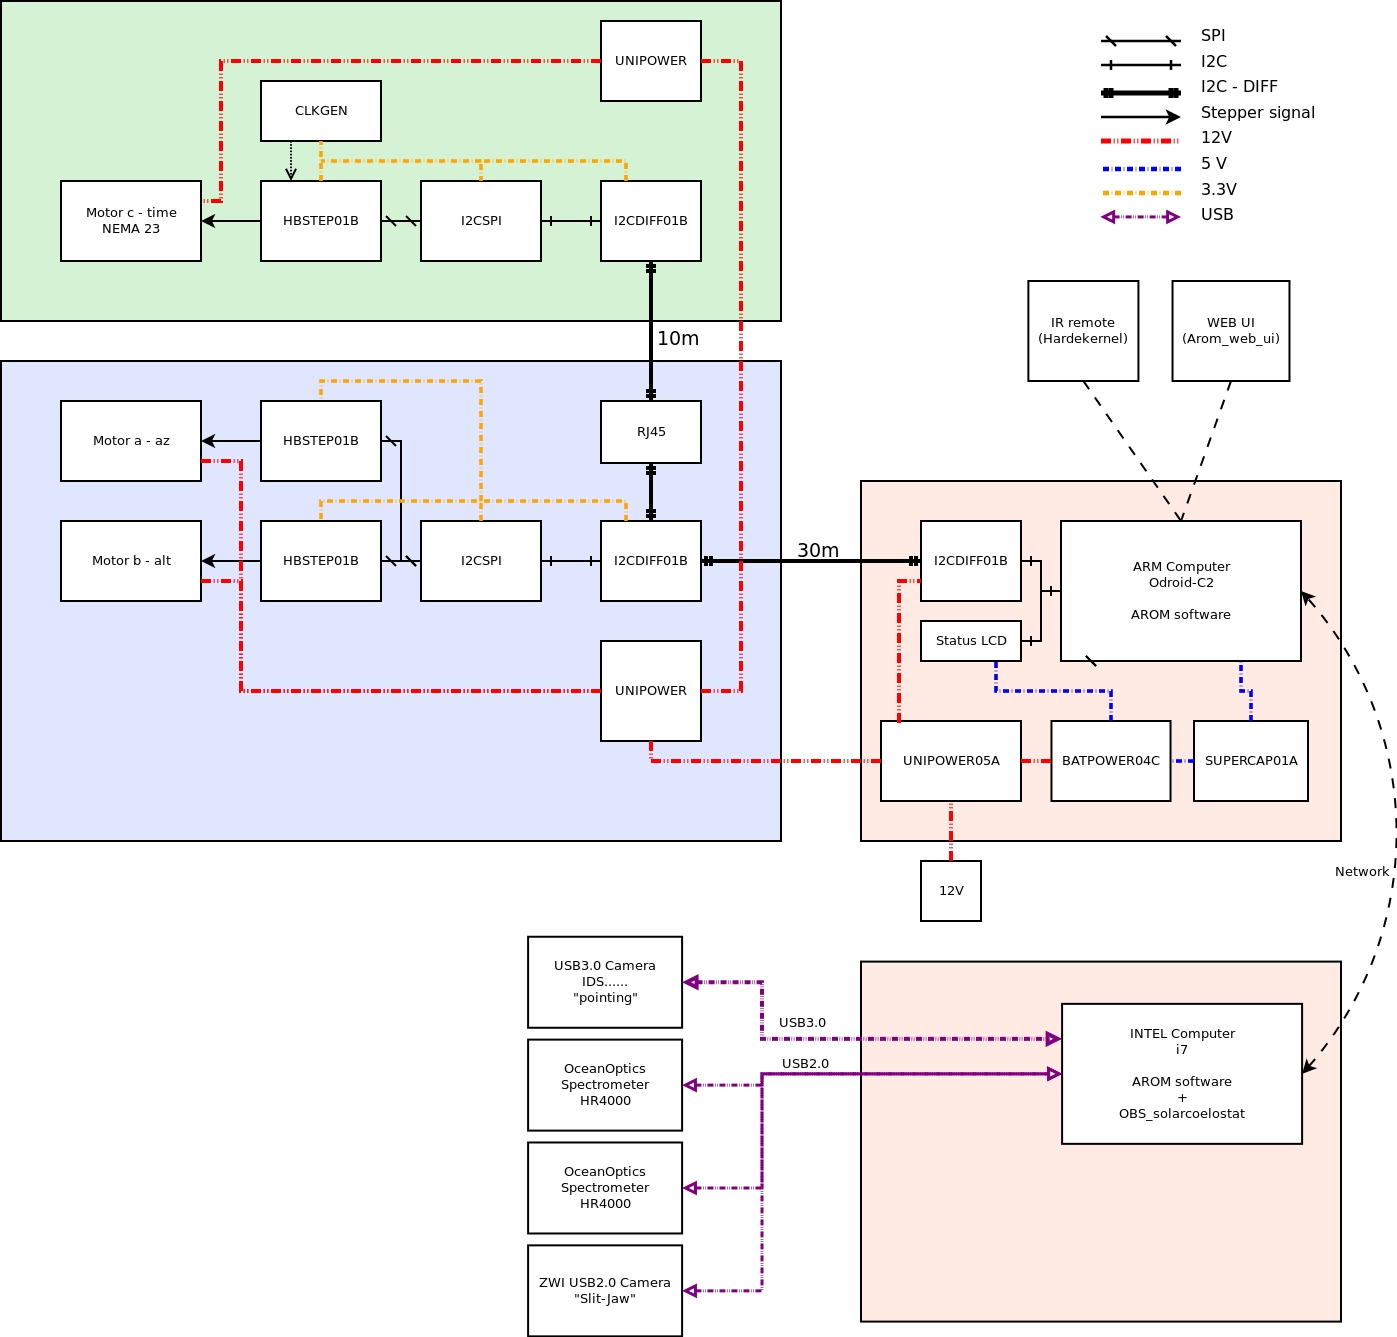 UNIPOWER
CLKGEN
Motor c - time
NEMA 23
HBSTEP01B
I2CSPI
I2CDIFF01B
SPI
I2C
I2C - DIFF
Stepper signal
12V
5 V
3.3V
USB
10m
IR remote
(Hardekernel)
WEB UI
(Arom_web_ui)
Motor a - az
HBSTEP01B
RJ45
Motor b - alt
HBSTEP01B
I2CSPI
I2CDIFF01B
30m
I2CDIFF01B
ARM Computer
Odroid-C2
AROM software
Status LCD
UNIPOWER
UNIPOWER05A
BATPOWER04C
SUPERCAP01A
12V
Network
USB3.0 Camera
IDS......
"pointing"
USB3.0
USB2.0
INTEL Computer
i7
AROM software
+
OBS_solarcoelostat
OceanOptics
Spectrometer
HR4000
OceanOptics
Spectrometer
HR4000
ZWI USB2.0 Camera
"Slit-Jaw"